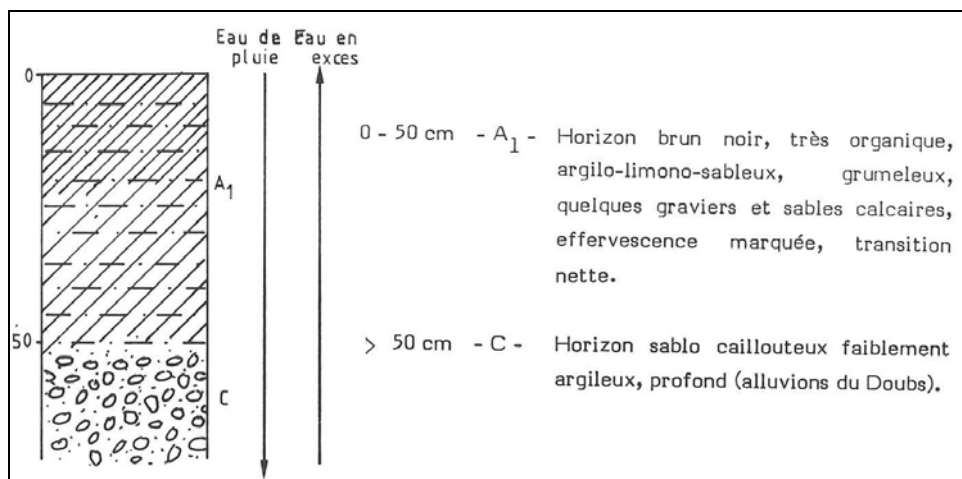 Eau de Eau en
pluie exces
0
0 - 50 cm - A1 - Horizon brun noir, très organique,
argilo-limono-sableux, grumeleux,
A1
quelques graviers et sables calcaires,
effervescence marquée, transition
nette.
50
> 50 cm - C - Horizon sablo caillouteux faiblement
argileux, profond (alluvions du Doubs).
C